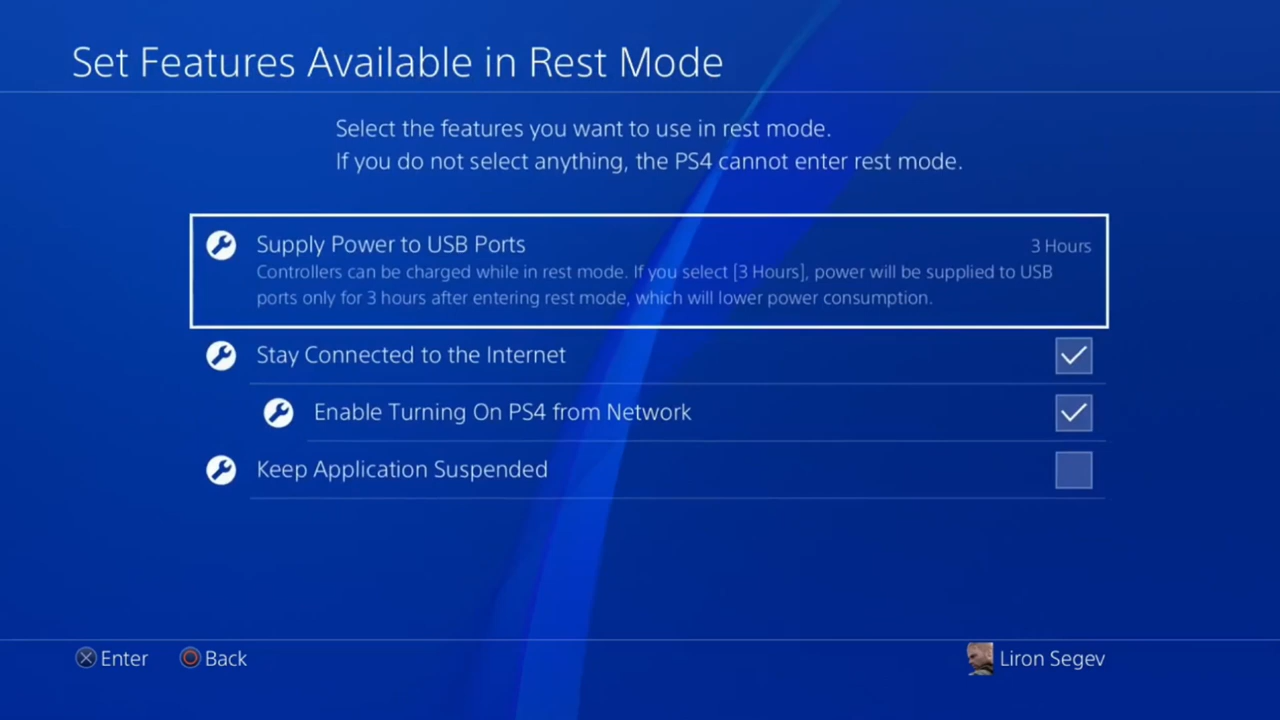 Set Features Available in Rest Mode
Select the features you want to use in rest mode.
If you do not select anything, the PS4 cannot enter rest mode.
Supply Power to USB Ports
3 Hours
Controllers can be charged while in rest mode. If you select [3 Hours], power will be supplied to USB
ports only for 3 hours after entering rest mode, which will lower power consumption.
Stay Connected to the Internet
Enable Turning On PS4 from Network
Keep Application Suspended
Enter
Back
Liron Segev